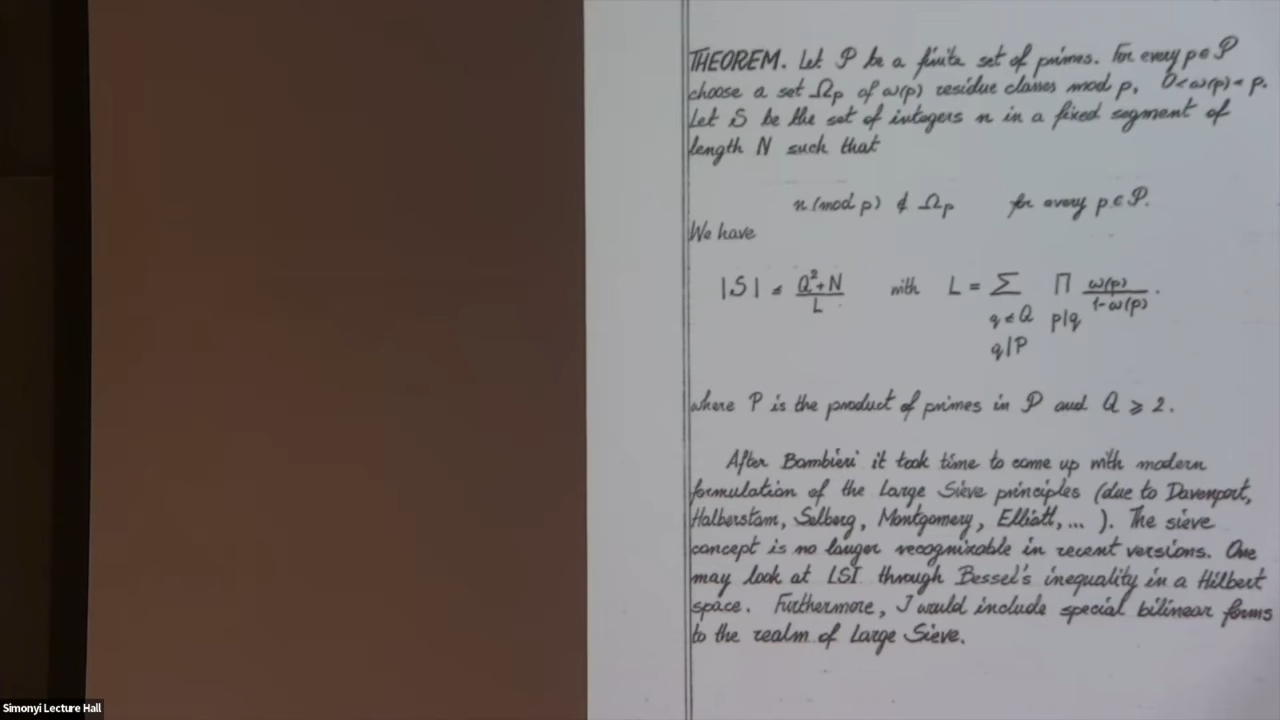 THEOREM. Let P be a finite set of primes. For every p ∈ P
choose a set Ωp of ω(p) residue classes mod p, 0 < ω(p) < p.
Let S be the set of integers n in a fixed segment of
length N such that
n (mod p) ∉ Ωp for every p ∈ P.
We have
|S| ≤ (Q² + N)/L with L = Σ_{q ≤ Q, q|P} Π_{p|q} ω(p)/(1-ω(p)).
where P is the product of primes in P and Q ⩾ 2.
After Bombieri it took time to come up with modern
formulation of the Large Sieve principles (due to Davenport,
Halberstam, Selberg, Montgomery, Elliott, ... ). The sieve
concept is no longer recognizable in recent versions. One
may look at LSI through Bessel's inequality in a Hilbert
space. Furthermore, I would include special bilinear forms
to the realm of Large Sieve.
Simonyi Lecture Hall